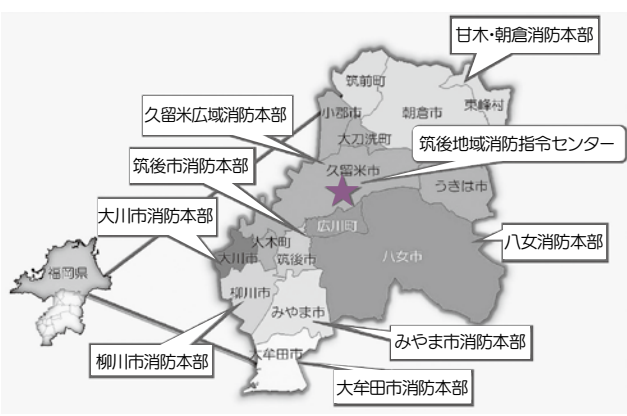 甘木・朝倉消防本部
筑前町
東峰村
朝倉市
久留米広域消防本部
小郡市
大刀洗町
筑後地域消防指令センター
筑後市消防本部
久留米市
うきは市
大川市消防本部
広川町
八女消防本部
大木町
大川市
筑後市
八女市
福岡県
柳川市
みやま市
みやま市消防本部
柳川市消防本部
大牟田市
大牟田市消防本部